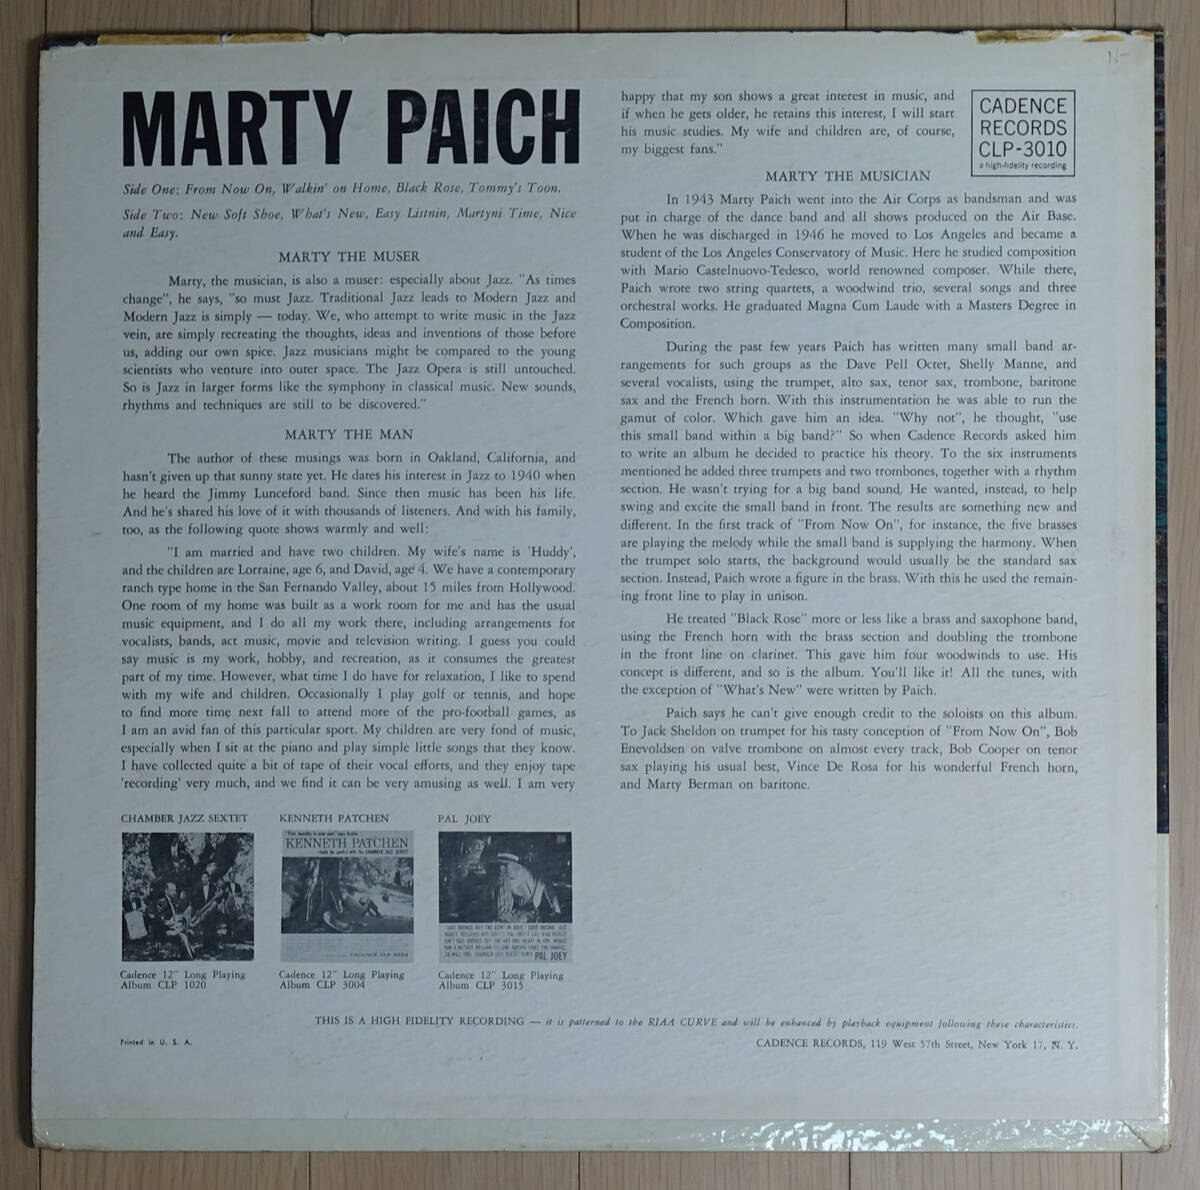 MARTY PAICH
Side One: From Now On, Walkin' on Home, Black Rose, Tommy's Toon.
Side Two: New Soft Shoe, What's New, Easy Listnin, Martyni Time, Nice
and Easy.
MARTY THE MUSER
Marty, the musician, is also a muser: especially about Jazz. "As times
change", he says, "so must Jazz. Traditional Jazz leads to Modern Jazz and
Modern Jazz is simply — today. We, who attempt to write music in the Jazz
vein, are simply recreating the thoughts, ideas and inventions of those before
us, adding our own spice. Jazz musicians might be compared to the young
scientists who venture into outer space. The Jazz Opera is still untouched.
So is Jazz in larger forms like the symphony in classical music. New sounds,
rhythms and techniques are still to be discovered."
MARTY THE MAN
The author of these musings was born in Oakland, California, and
hasn't given up that sunny state yet. He dates his interest in Jazz to 1940 when
he heard the Jimmy Lunceford band. Since then music has been his life.
And he's shared his love of it with thousands of listeners. And with his family,
too, as the following quote shows warmly and well:
"I am married and have two children. My wife's name is 'Huddy',
and the children are Lorraine, age 6, and David, age 4. We have a contemporary
ranch type home in the San Fernando Valley, about 15 miles from Hollywood.
One room of my home was built as a work room for me and has the usual
music equipment, and I do all my work there, including arrangements for
vocalists, bands, act music, movie and television writing. I guess you could
say music is my work, hobby, and recreation, as it consumes the greatest
part of my time. However, what time I do have for relaxation, I like to spend
with my wife and children. Occasionally I play golf or tennis, and hope
to find more time next fall to attend more of the pro-football games, as
I am an avid fan of this particular sport. My children are very fond of music,
especially when I sit at the piano and play simple little songs that they know.
I have collected quite a bit of tape of their vocal efforts, and they enjoy tape
'recording' very much, and we find it can be very amusing as well. I am very
happy that my son shows a great interest in music, and
if when he gets older, he retains this interest, I will start
his music studies. My wife and children are, of course,
my biggest fans."
CADENCE
RECORDS
CLP-3010
a high-fidelity recording
N-
MARTY THE MUSICIAN
In 1943 Marty Paich went into the Air Corps as bandsman and was
put in charge of the dance band and all shows produced on the Air Base.
When he was discharged in 1946 he moved to Los Angeles and became a
student of the Los Angeles Conservatory of Music. Here he studied composition
with Mario Castelnuovo-Tedesco, world renowned composer. While there,
Paich wrote two string quartets, a woodwind trio, several songs and three
orchestral works. He graduated Magna Cum Laude with a Masters Degree in
Composition.
During the past few years Paich has written many small band ar-
rangements for such groups as the Dave Pell Octet, Shelly Manne, and
several vocalists, using the trumpet, alto sax, tenor sax, trombone, baritone
sax and the French horn. With this instrumentation he was able to run the
gamut of color. Which gave him an idea. "Why not", he thought, "use
this small band within a big band?" So when Cadence Records asked him
to write an album he decided to practice his theory. To the six instruments
mentioned he added three trumpets and two trombones, together with a rhythm
section. He wasn't trying for a big band sound. He wanted, instead, to help
swing and excite the small band in front. The results are something new and
different. In the first track of "From Now On", for instance, the five brasses
are playing the melody while the small band is supplying the harmony. When
the trumpet solo starts, the background would usually be the standard sax
section. Instead, Paich wrote a figure in the brass. With this he used the remain-
ing front line to play in unison.
He treated "Black Rose" more or less like a brass and saxophone band,
using the French horn with the brass section and doubling the trombone
in the front line on clarinet. This gave him four woodwinds to use. His
concept is different, and so is the album. You'll like it! All the tunes, with
the exception of "What's New" were written by Paich.
Paich says he can't give enough credit to the soloists on this album.
To Jack Sheldon on trumpet for his tasty conception of "From Now On", Bob
Enevoldsen on valve trombone on almost every track, Bob Cooper on tenor
sax playing his usual best, Vince De Rosa for his wonderful French horn,
and Marty Berman on baritone.
CHAMBER JAZZ SEXTET
Cadence 12" Long Playing
Album CLP 1020
KENNETH PATCHEN
KENNETH PATCHEN
CADENCE CLP-3004
Cadence 12" Long Playing
Album CLP 3004
PAL JOEY
PAL JOEY
Cadence 12" Long Playing
Album CLP 3015
THIS IS A HIGH FIDELITY RECORDING — it is patterned to the RIAA CURVE and will be enhanced by playback equipment following these characteristics.
Printed in U. S. A.
CADENCE RECORDS, 119 West 57th Street, New York 17, N. Y.